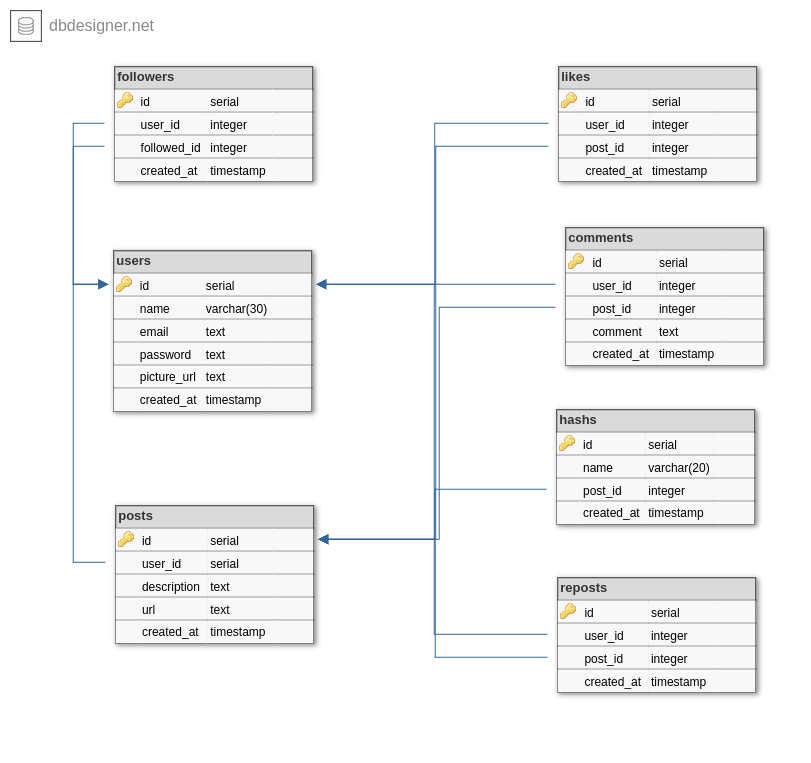 dbdesigner.net
followers
id serial
user_id integer
followed_id integer
created_at timestamp
users
id serial
name varchar(30)
email text
password text
picture_url text
created_at timestamp
posts
id serial
user_id serial
description text
url text
created_at timestamp
likes
id serial
user_id integer
post_id integer
created_at timestamp
comments
id serial
user_id integer
post_id integer
comment text
created_at timestamp
hashs
id serial
name varchar(20)
post_id integer
created_at timestamp
reposts
id serial
user_id integer
post_id integer
created_at timestamp